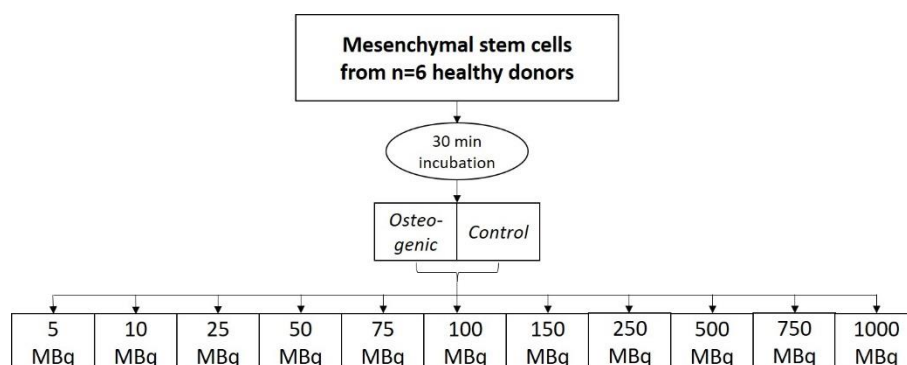 Mesenchymal stem cells
from n=6 healthy donors
30 min
incubation
Osteo-
genic
Control
5 10 25 50 75 100 150 250 500 750 1000
MBq MBq MBq MBq MBq MBq MBq MBq MBq MBq MBq